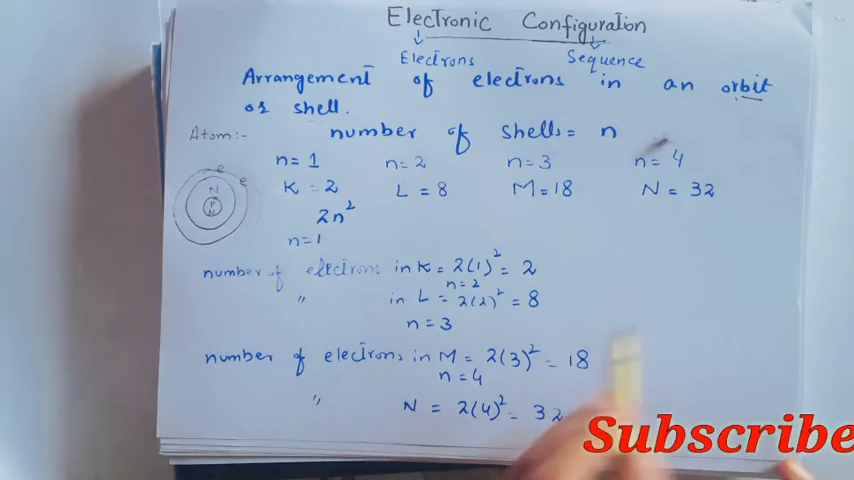 Electronic Configuration
Electrons Sequence
Arrangement of electrons in an orbit
or shell.
Atom:- number of shells = n
n=1 n=2 n=3 n=4
K=2 L=8 M=18 N=32
e
e
N
P
N
2n²
n=1
number of electrons in K = 2(1)² = 2
n=2
" in L = 2(2)² = 8
n=3
number of electrons in M = 2(3)² = 18
n=4
" N = 2(4)² = 32
Subscribe